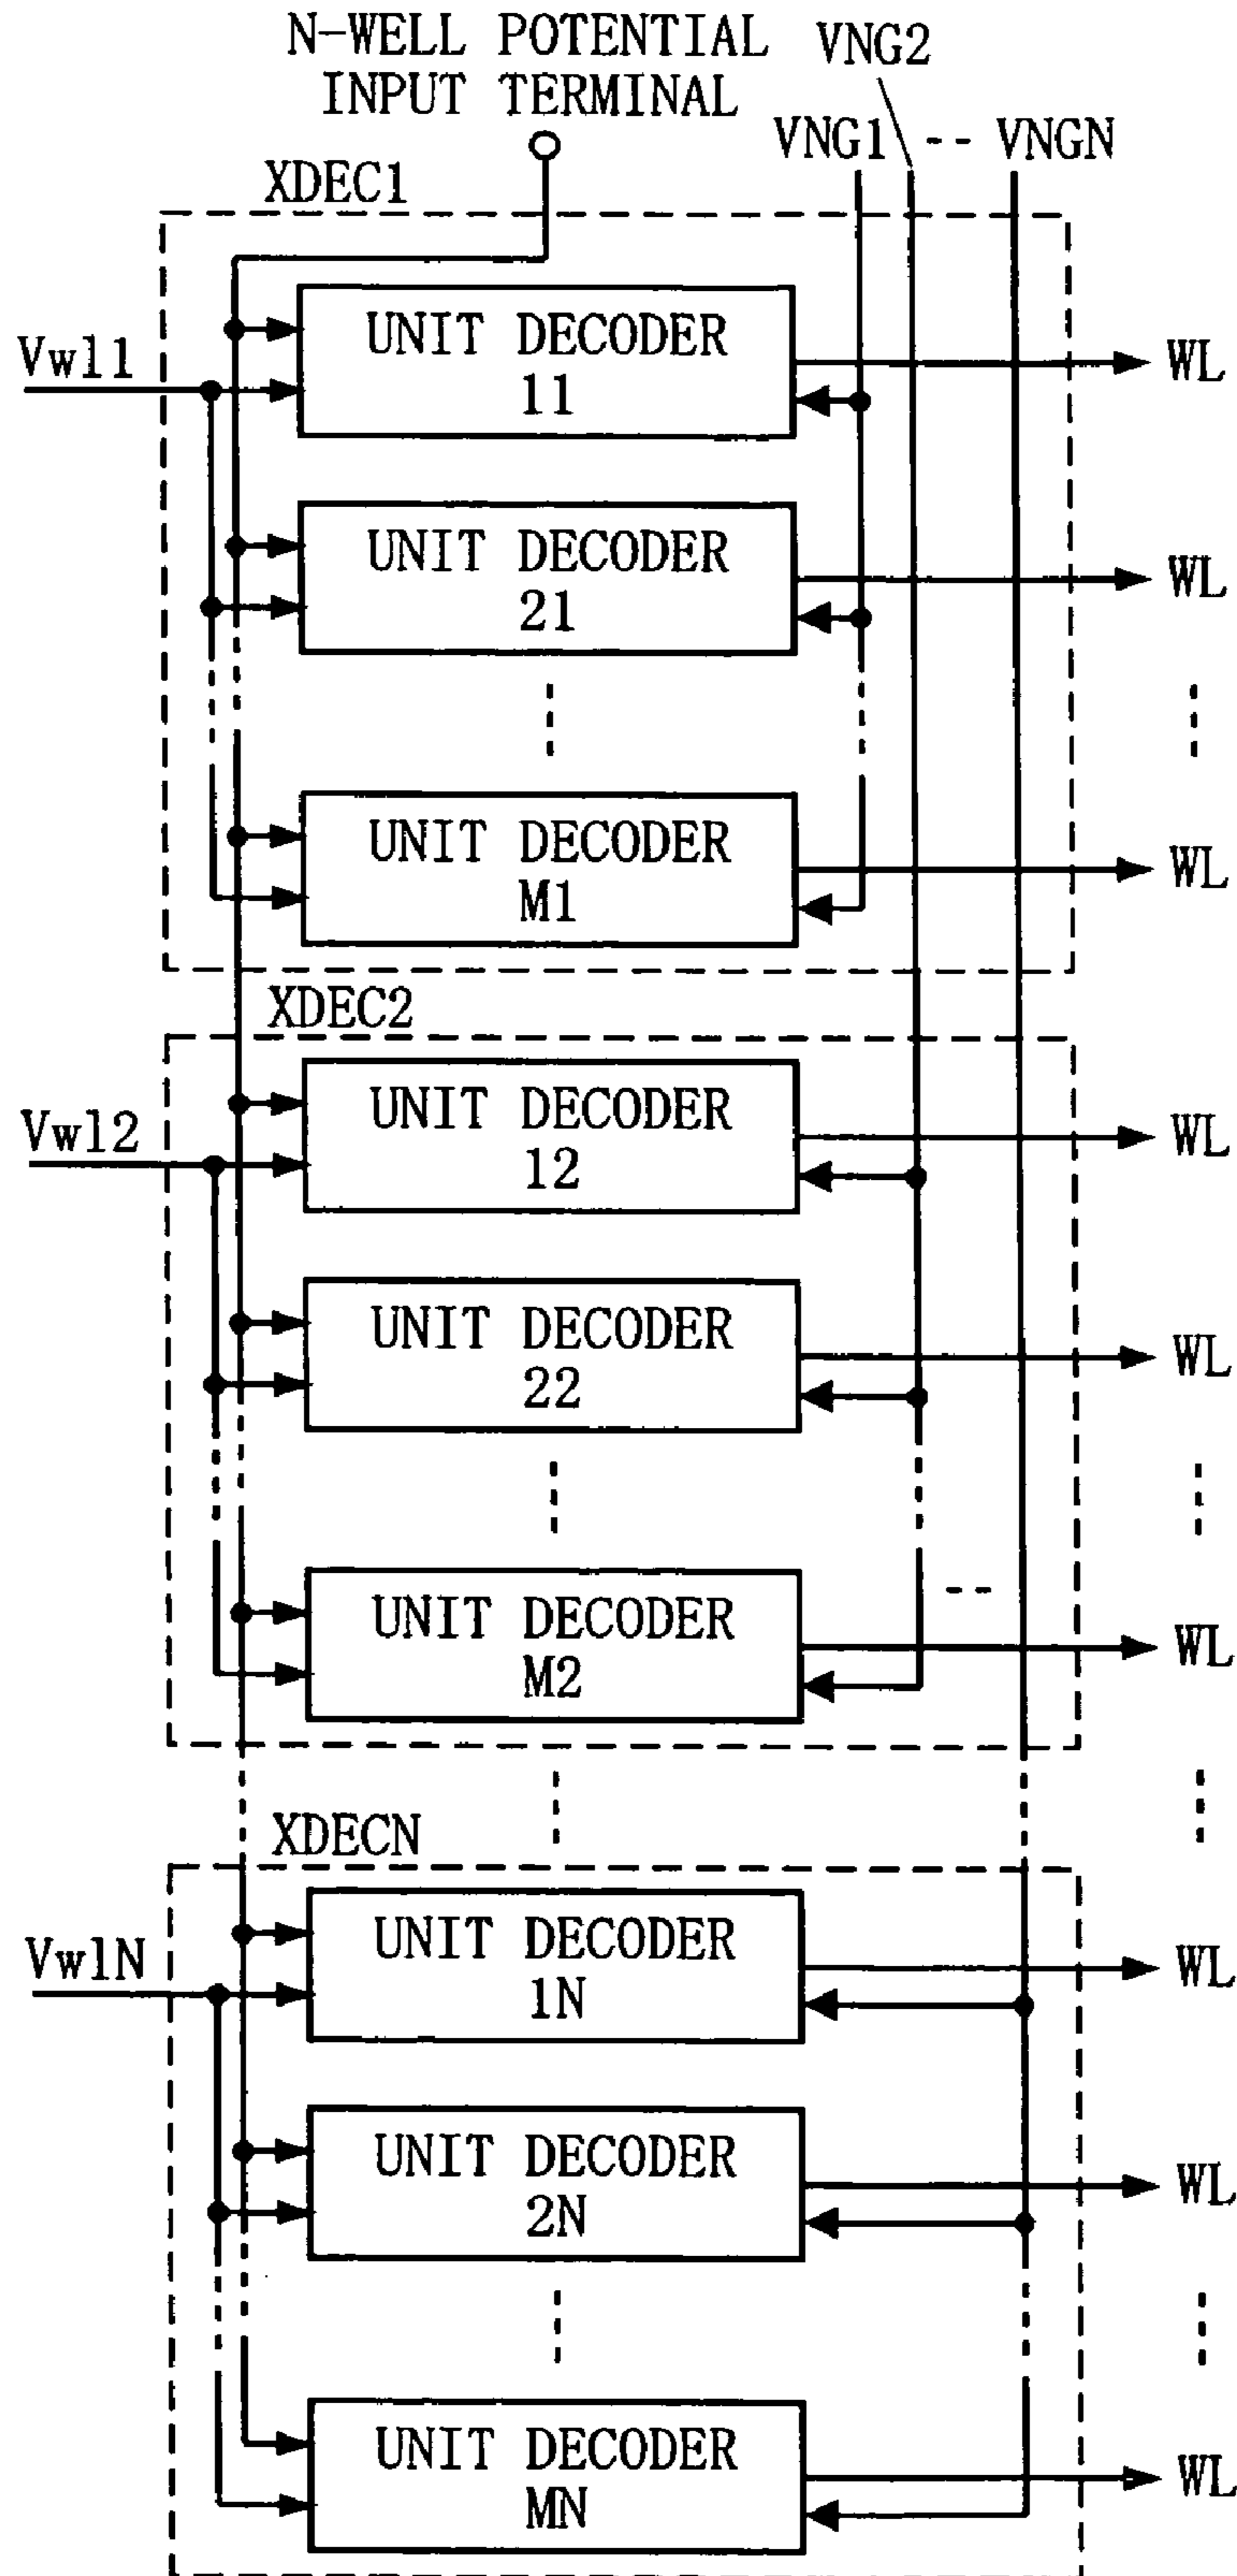 N-WELL POTENTIAL
INPUT TERMINAL
VNG2
VNG1 -- VNGN
XDEC1
Vwl1
UNIT DECODER
11
WL
UNIT DECODER
21
WL
UNIT DECODER
M1
WL
XDEC2
Vwl2
UNIT DECODER
12
WL
UNIT DECODER
22
WL
UNIT DECODER
M2
WL
XDECN
VwlN
UNIT DECODER
1N
WL
UNIT DECODER
2N
WL
UNIT DECODER
MN
WL